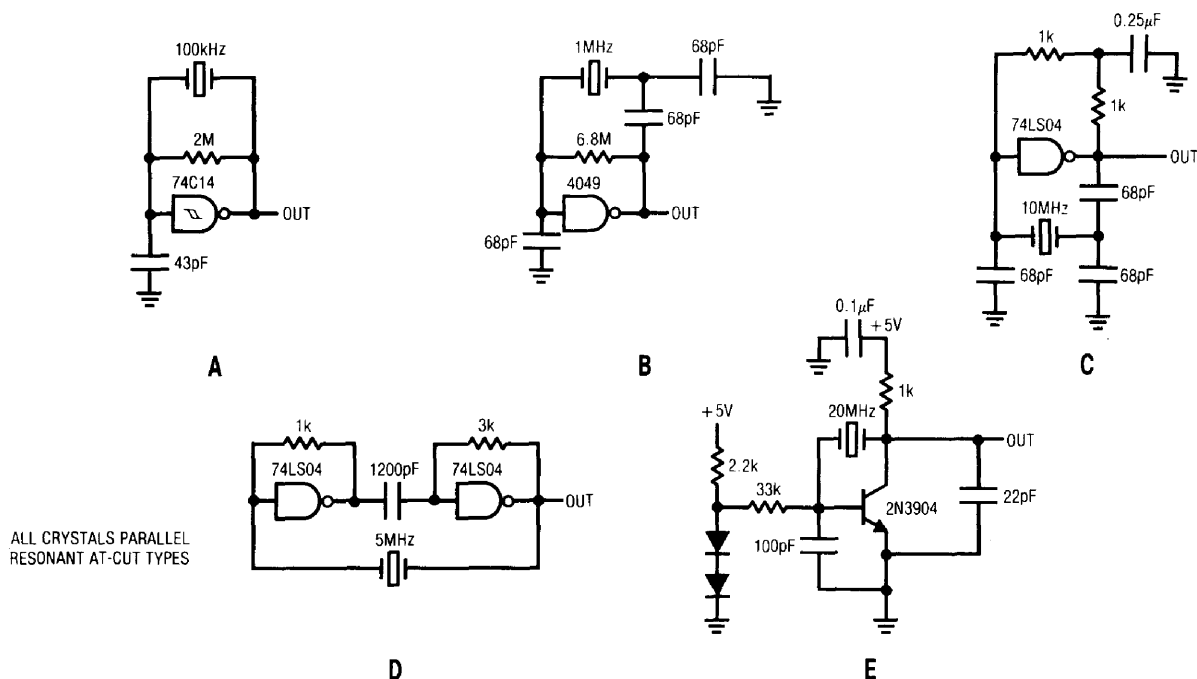 100kHz
2M
74C14
OUT
43pF
A
1MHz
68pF
68pF
6.8M
4049
OUT
68pF
B
0.25µF
1k
1k
74LS04
OUT
68pF
10MHz
68pF
68pF
C
1k
3k
74LS04
1200pF
74LS04
OUT
5MHz
ALL CRYSTALS PARALLEL
RESONANT AT-CUT TYPES
D
0.1µF
+5V
1k
+5V
20MHz
OUT
2.2k
33k
2N3904
22pF
100pF
E